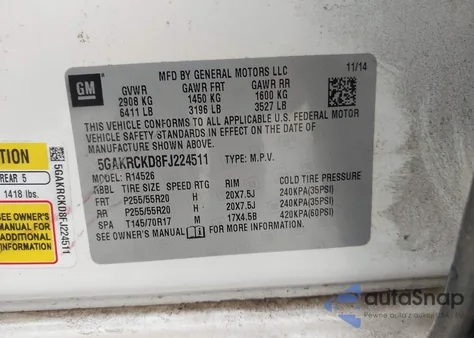 MFD BY GENERAL MOTORS LLC 11/14
GM
GVWR GAWR FRT GAWR RR
2908 KG 1450 KG 1600 KG
6411 LB 3196 LB 3527 LB
THIS VEHICLE CONFORMS TO ALL APPLICABLE U.S. FEDERAL MOTOR
VEHICLE SAFETY STANDARDS IN EFFECT ON THE DATE OF
MANUFACTURE SHOWN ABOVE.
5GAKRCKD8FJ224511 TYPE: M.P.V.
MODEL: R14526
RBBL TIRE SIZE SPEED RTG RIM COLD TIRE PRESSURE
FRT P255/55R20 H 20X7.5J 240KPA(35PSI)
RR P255/55R20 H 20X7.5J 240KPA(35PSI)
SPA T145/70R17 M 17X4.5B 420KPA(60PSI)
SEE OWNER'S MANUAL FOR MORE INFORMATION.
REAR 5
1418 lbs.
SEE OWNER'S
MANUAL FOR
ADDITIONAL
INFORMATION
5GAKRCKD8FJ224511
autaSnap